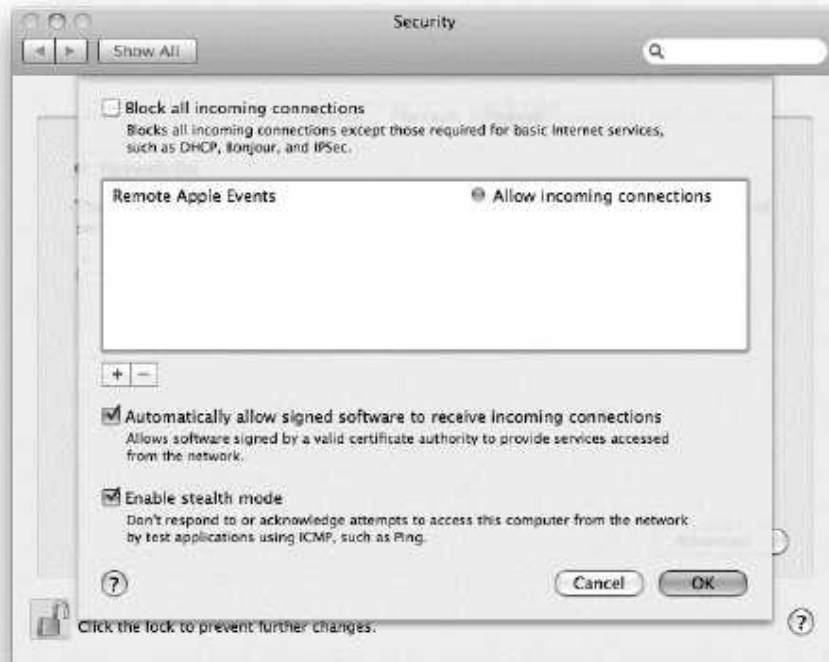 Security
Show All
Block all incoming connections
Blocks all incoming connections except those required for basic Internet services,
such as DHCP, Bonjour, and IPSec.
Remote Apple Events
Allow incoming connections
+ −
Automatically allow signed software to receive incoming connections
Allows software signed by a valid certificate authority to provide services accessed
from the network.
Enable stealth mode
Don't respond to or acknowledge attempts to access this computer from the network
by test applications using ICMP, such as Ping.
? Cancel OK
Click the lock to prevent further changes. ?